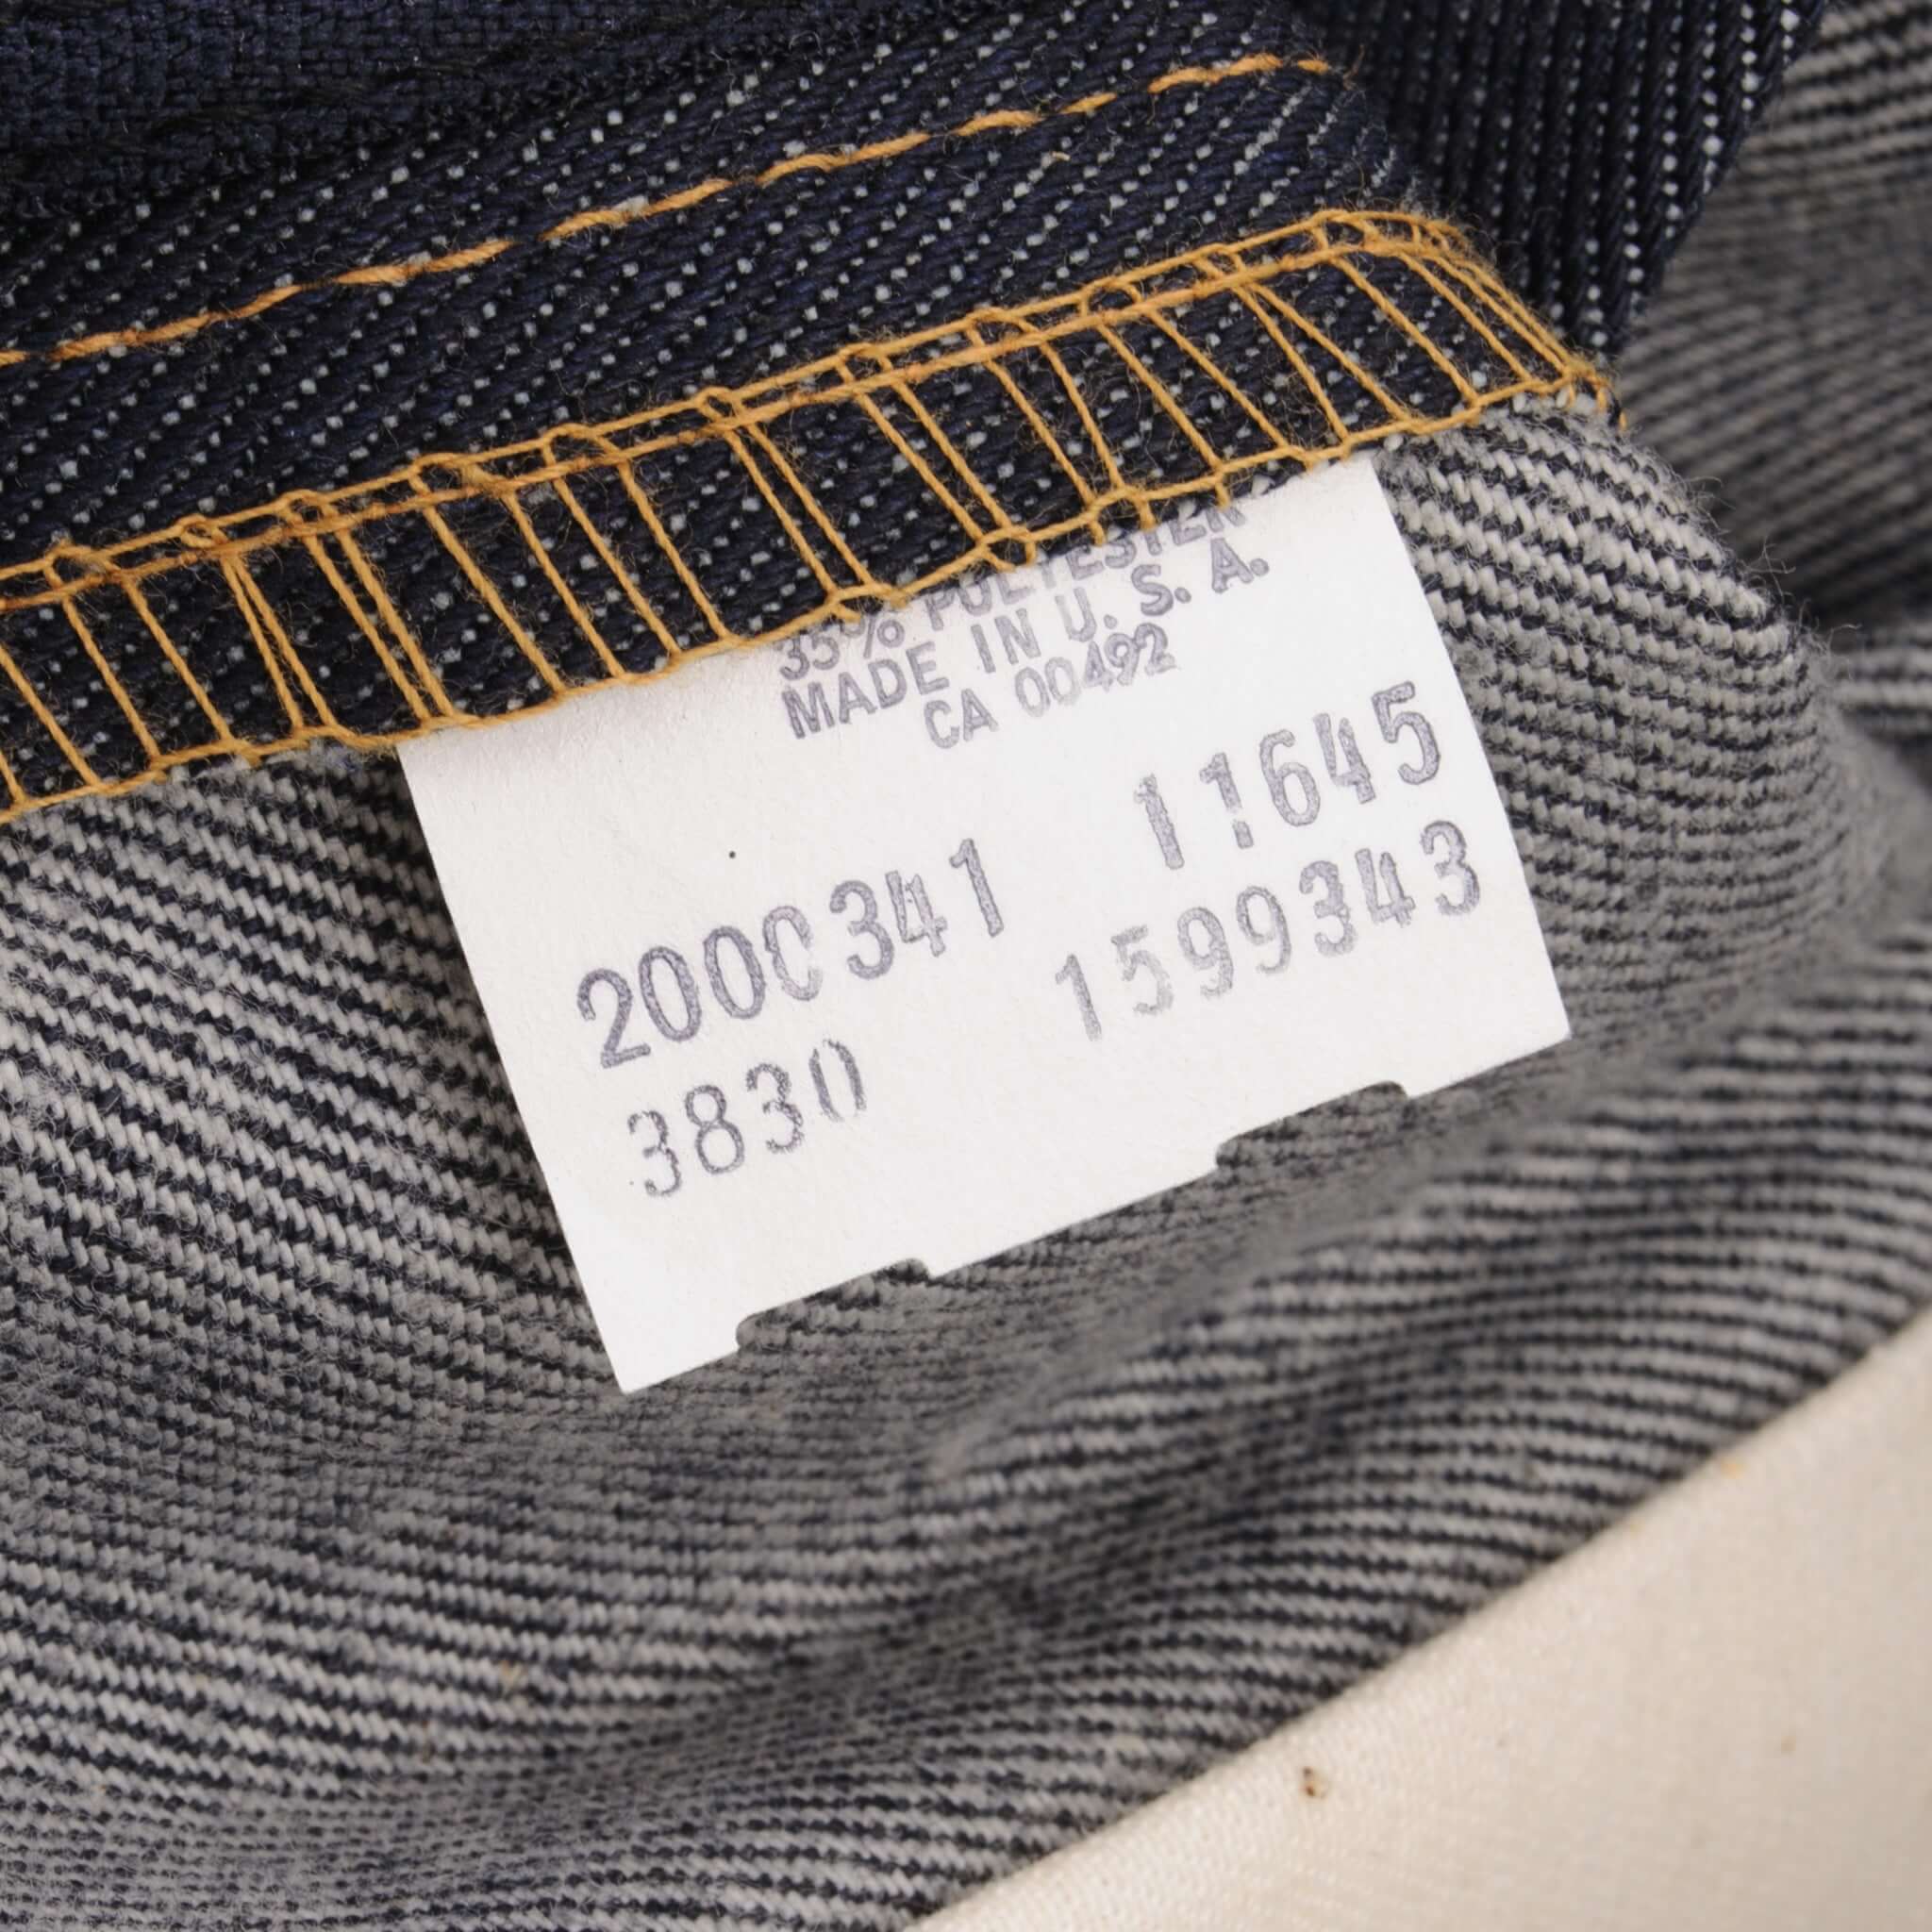 35% POLYESTER
MADE IN U. S. A.
CA 00492
11645
2000341
1599343
3830